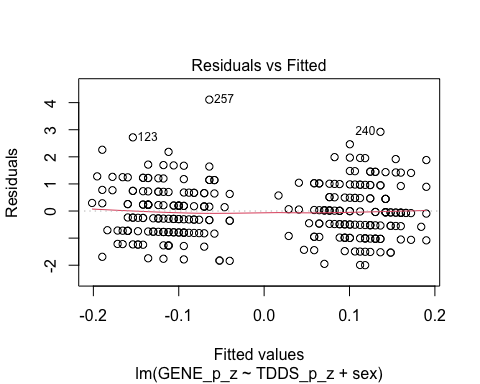 Residuals vs Fitted
257
123
240
Residuals
4
3
2
1
0
-2
-0.2 -0.1 0.0 0.1 0.2
Fitted values
lm(GENE_p_z ~ TDDS_p_z + sex)